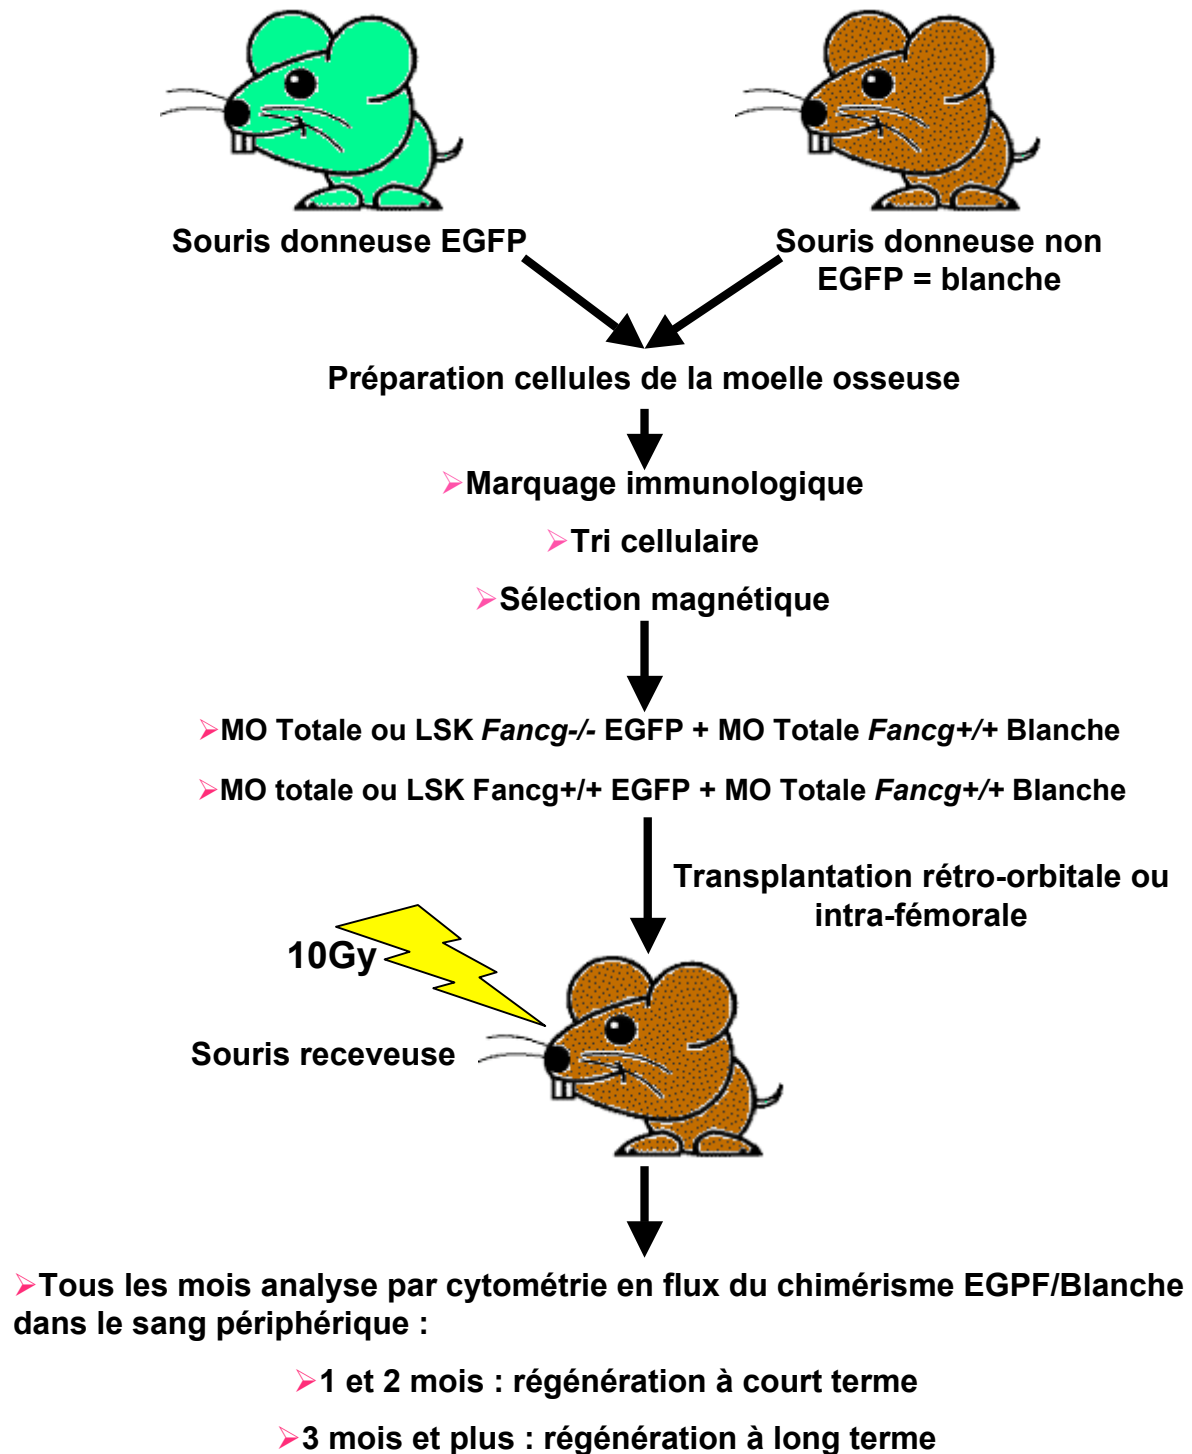 Souris donneuse EGFP
Souris donneuse non
EGFP = blanche
Préparation cellules de la moelle osseuse
➢Marquage immunologique
➢Tri cellulaire
➢Sélection magnétique
➢MO Totale ou LSK Fancg-/- EGFP + MO Totale Fancg+/+ Blanche
➢MO totale ou LSK Fancg+/+ EGFP + MO Totale Fancg+/+ Blanche
Transplantation rétro-orbitale ou
intra-fémorale
10Gy
Souris receveuse
➢Tous les mois analyse par cytométrie en flux du chimérisme EGPF/Blanche
dans le sang périphérique :
➢1 et 2 mois : régénération à court terme
➢3 mois et plus : régénération à long terme